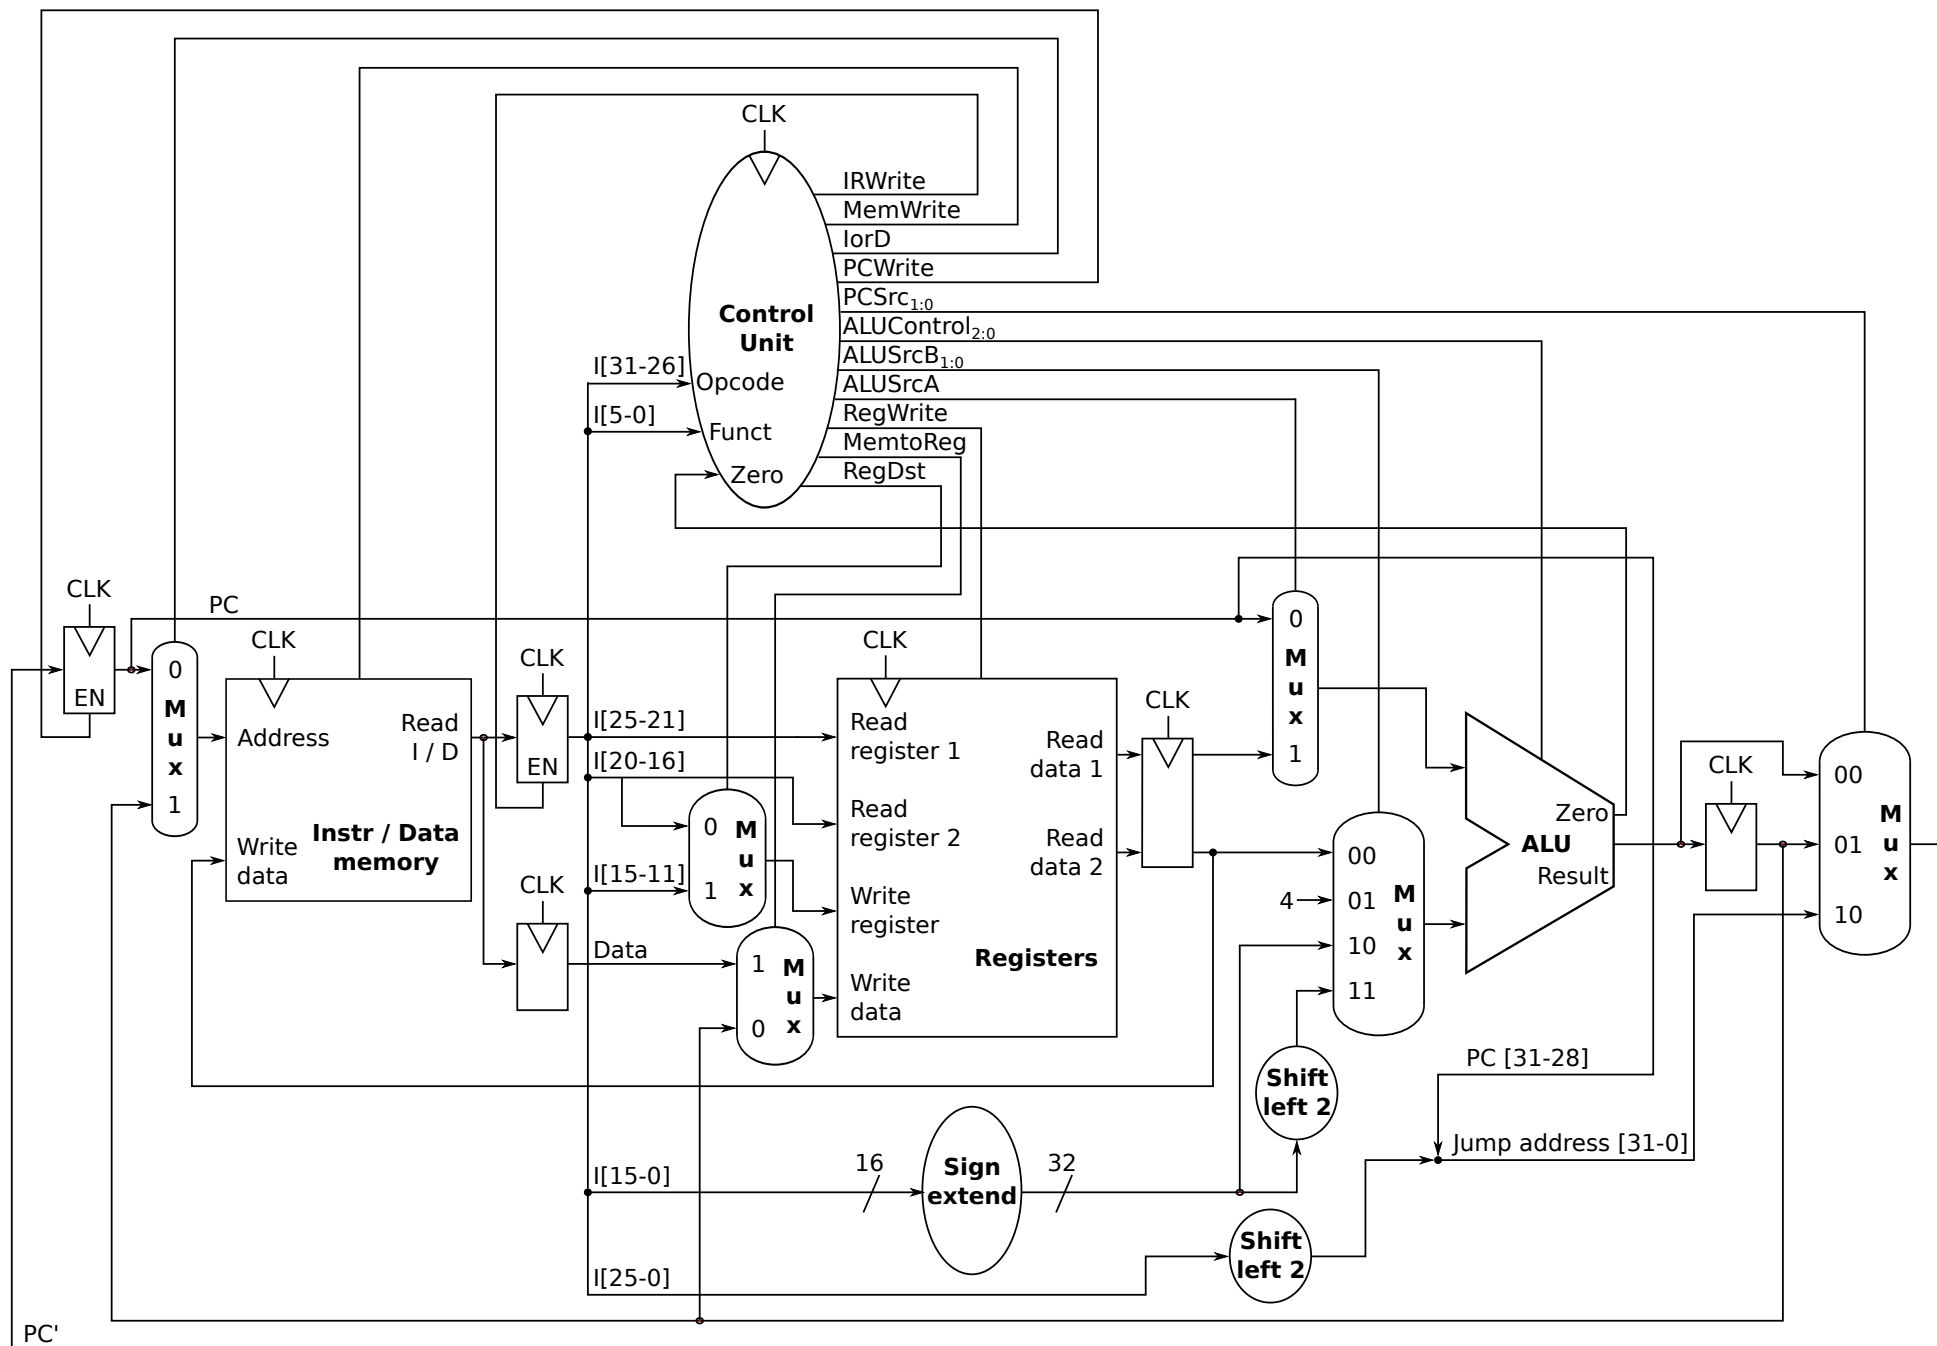 CLK
IRWrite
MemWrite
IorD
PCWrite
PCSrc1:0
ALUControl2:0
ALUSrcB1:0
ALUSrcA
RegWrite
MemtoReg
RegDst
Control
Unit
I[31-26]
Opcode
I[5-0]
Funct
Zero
CLK
EN
PC
0
M
u
x
1
CLK
Address
Read
I / D
Instr / Data
memory
Write
data
CLK
EN
CLK
Data
I[25-21]
I[20-16]
I[15-11]
0
1
M
u
x
1
0
M
u
x
CLK
Read
register 1
Read
register 2
Write
register
Write
data
Read
data 1
Read
data 2
Registers
CLK
0
M
u
x
1
00
4
01
10
11
M
u
x
Zero
ALU
Result
CLK
00
01
10
M
u
x
Shift
left 2
PC [31-28]
Jump address [31-0]
I[15-0]
16
Sign
extend
32
Shift
left 2
I[25-0]
PC'